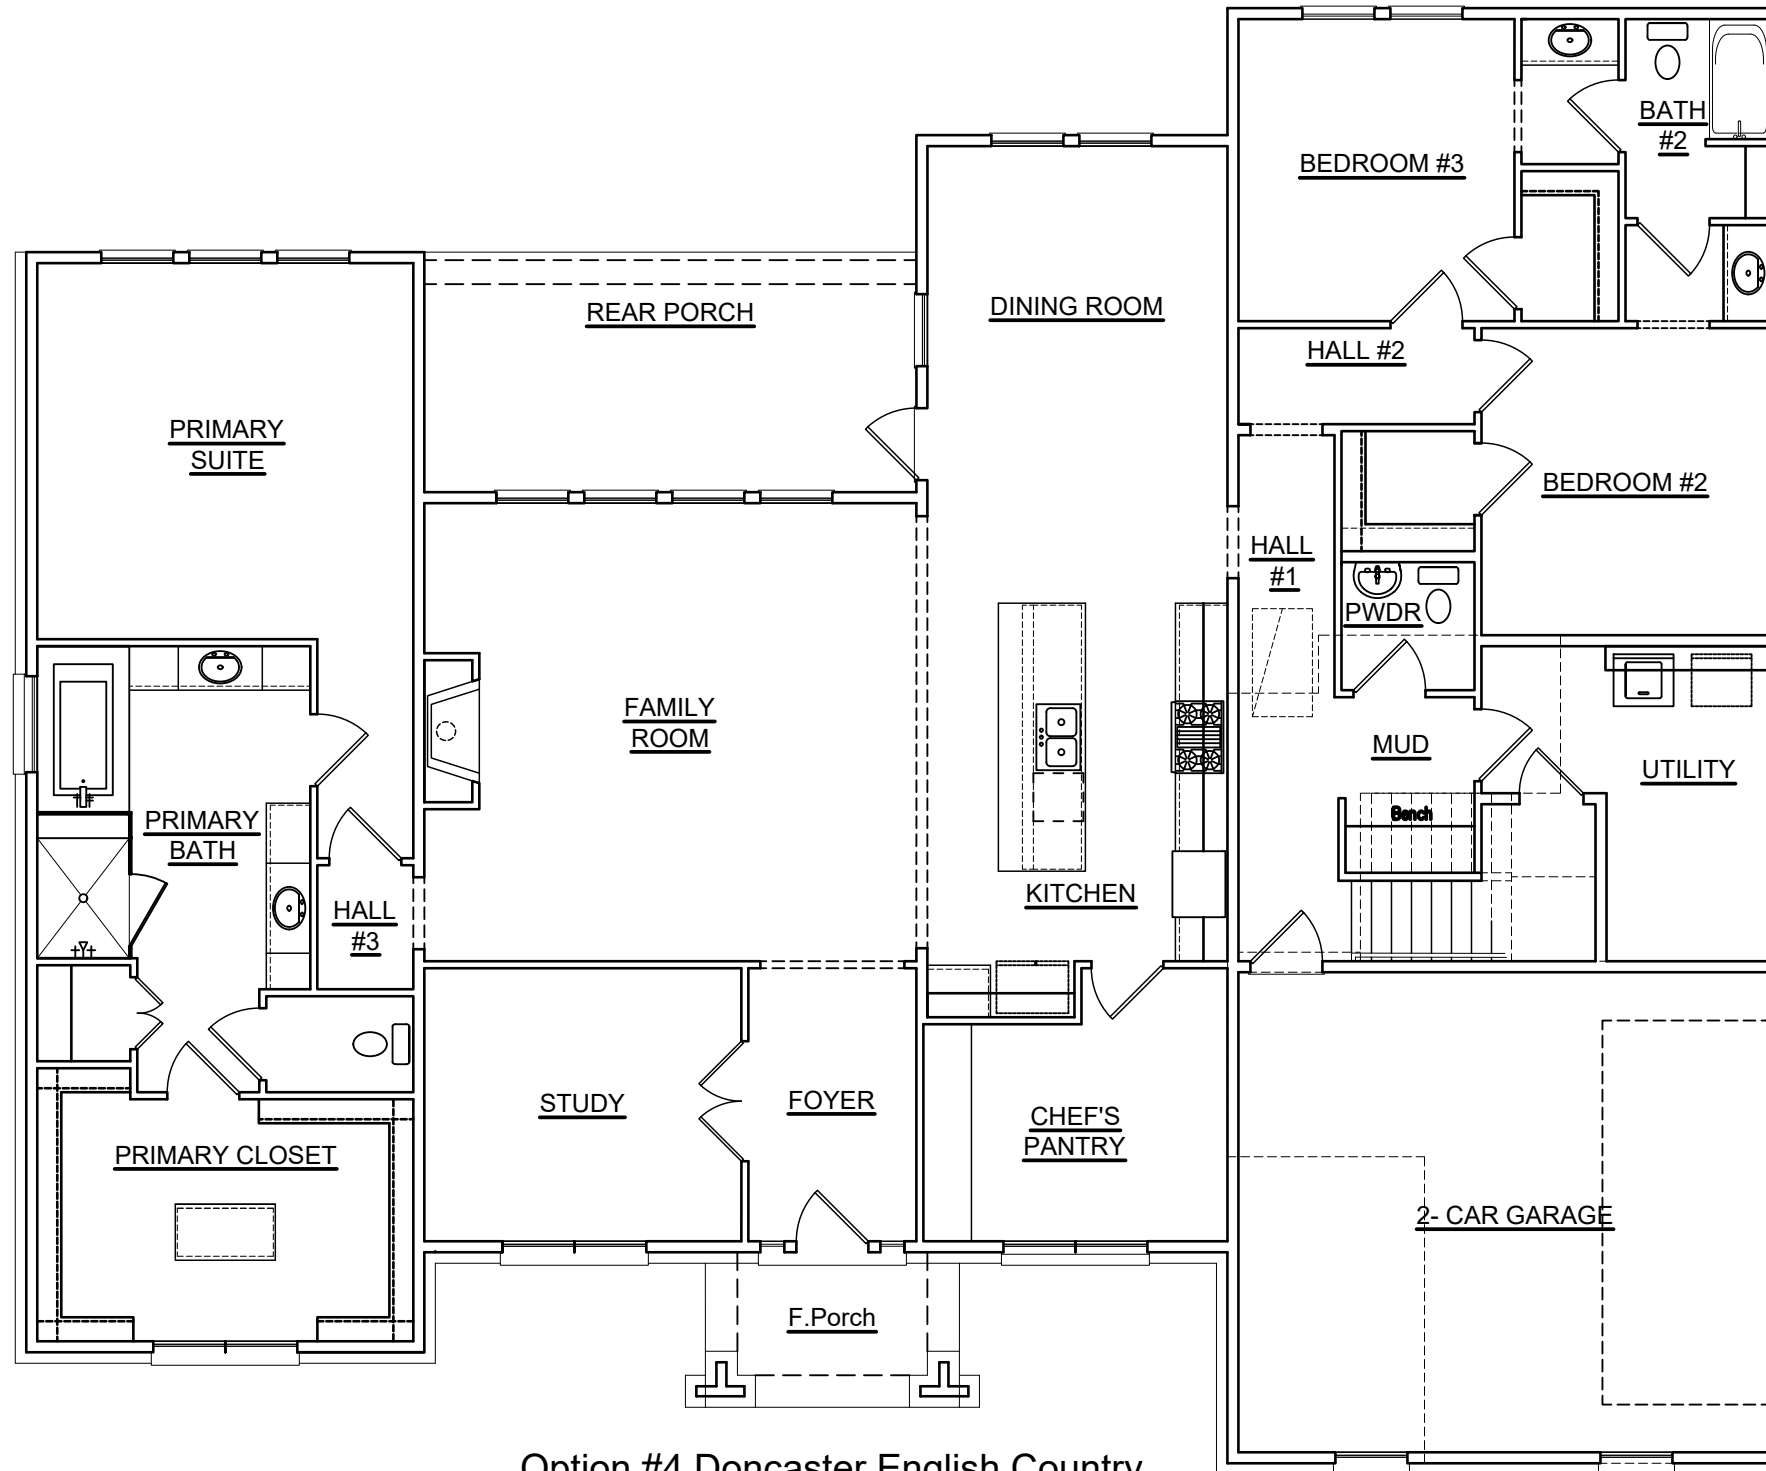 BATH
#2
BEDROOM #3
REAR PORCH
DINING ROOM
HALL #2
PRIMARY
SUITE
BEDROOM #2
HALL
#1
PWDR
FAMILY
ROOM
MUD
UTILITY
Bench
PRIMARY
BATH
KITCHEN
HALL
#3
STUDY
FOYER
CHEF'S
PANTRY
PRIMARY CLOSET
2- CAR GARAGE
F.Porch
Option #4 Doncaster English Country